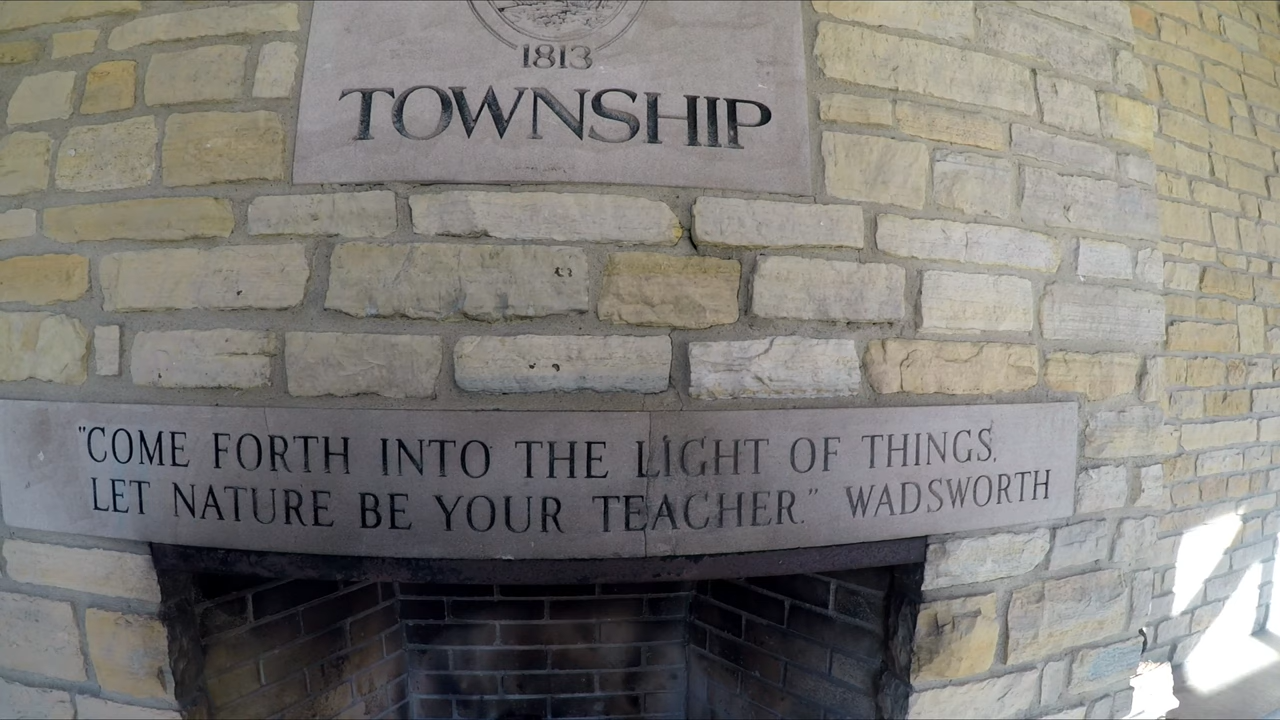 1813
TOWNSHIP
"COME FORTH INTO THE LIGHT OF THINGS,
LET NATURE BE YOUR TEACHER." WADSWORTH